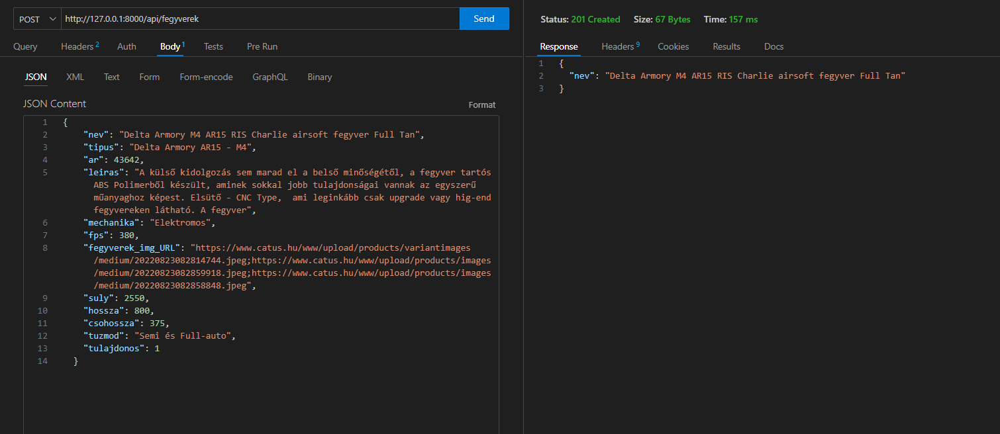 POST http://127.0.0.1:8000/api/fegyverek Send
Query Headers 2 Auth Body 1 Tests Pre Run
JSON XML Text Form Form-encode GraphQL Binary
JSON Content Format
1 {
2 "nev": "Delta Armory M4 AR15 RIS Charlie airsoft fegyver Full Tan",
3 "tipus": "Delta Armory AR15 - M4",
4 "ar": 43642,
5 "leiras": "A külső kidolgozás sem marad el a belső minőségétől, a fegyver tartós
ABS Polimerből készült, aminek sokkal jobb tulajdonságai vannak az egyszerű
műanyaghoz képest. Elsütő - CNC Type,  ami leginkább csak upgrade vagy hig-end
fegyvereken látható. A fegyver",
6 "mechanika": "Elektromos",
7 "fps": 380,
8 "fegyverek_img_URL": "https://www.catus.hu/www/upload/products/variantimages
/medium/20220823082814744.jpeg;https://www.catus.hu/www/upload/products/images
/medium/20220823082859918.jpeg;https://www.catus.hu/www/upload/products/images
/medium/20220823082858848.jpeg",
9 "suly": 2550,
10 "hossza": 800,
11 "csohossza": 375,
12 "tuzmod": "Semi és Full-auto",
13 "tulajdonos": 1
14 }
Status: 201 Created Size: 67 Bytes Time: 157 ms
Response Headers 9 Cookies Results Docs
1 {
2 "nev": "Delta Armory M4 AR15 RIS Charlie airsoft fegyver Full Tan"
3 }